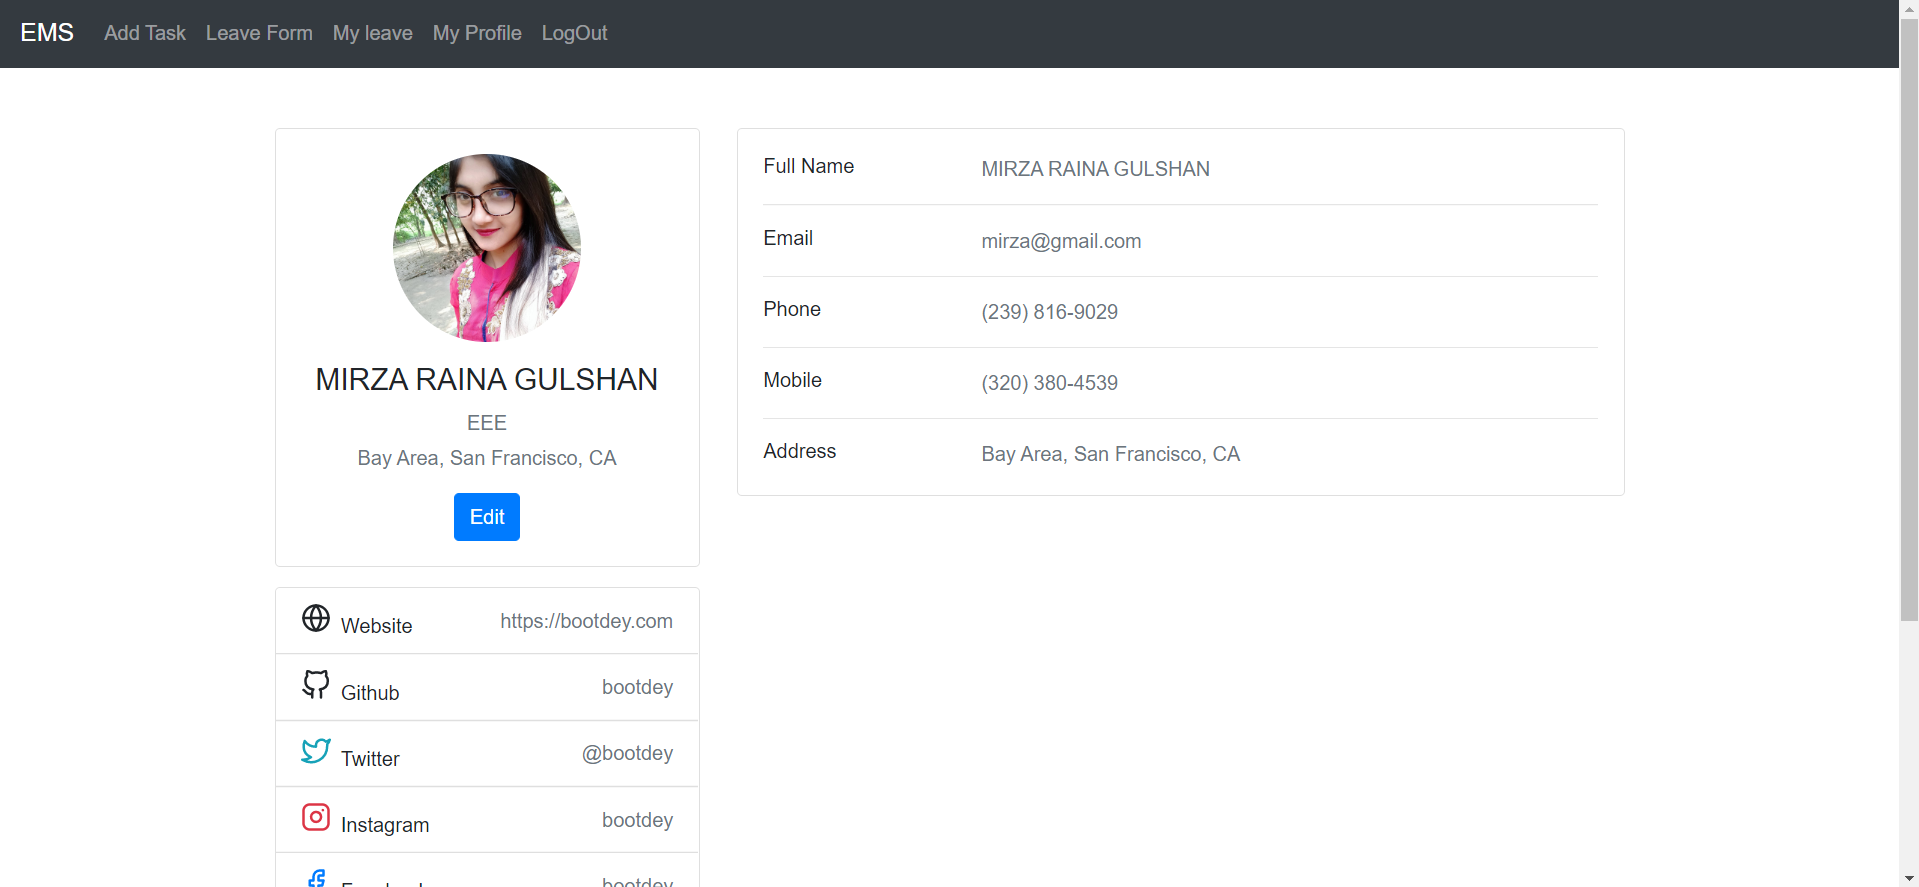 EMS Add Task Leave Form My leave My Profile LogOut
MIRZA RAINA GULSHAN
EEE
Bay Area, San Francisco, CA
Edit
Full Name MIRZA RAINA GULSHAN
Email mirza@gmail.com
Phone (239) 816-9029
Mobile (320) 380-4539
Address Bay Area, San Francisco, CA
Website https://bootdey.com
Github bootdey
Twitter @bootdey
Instagram bootdey
bootdey